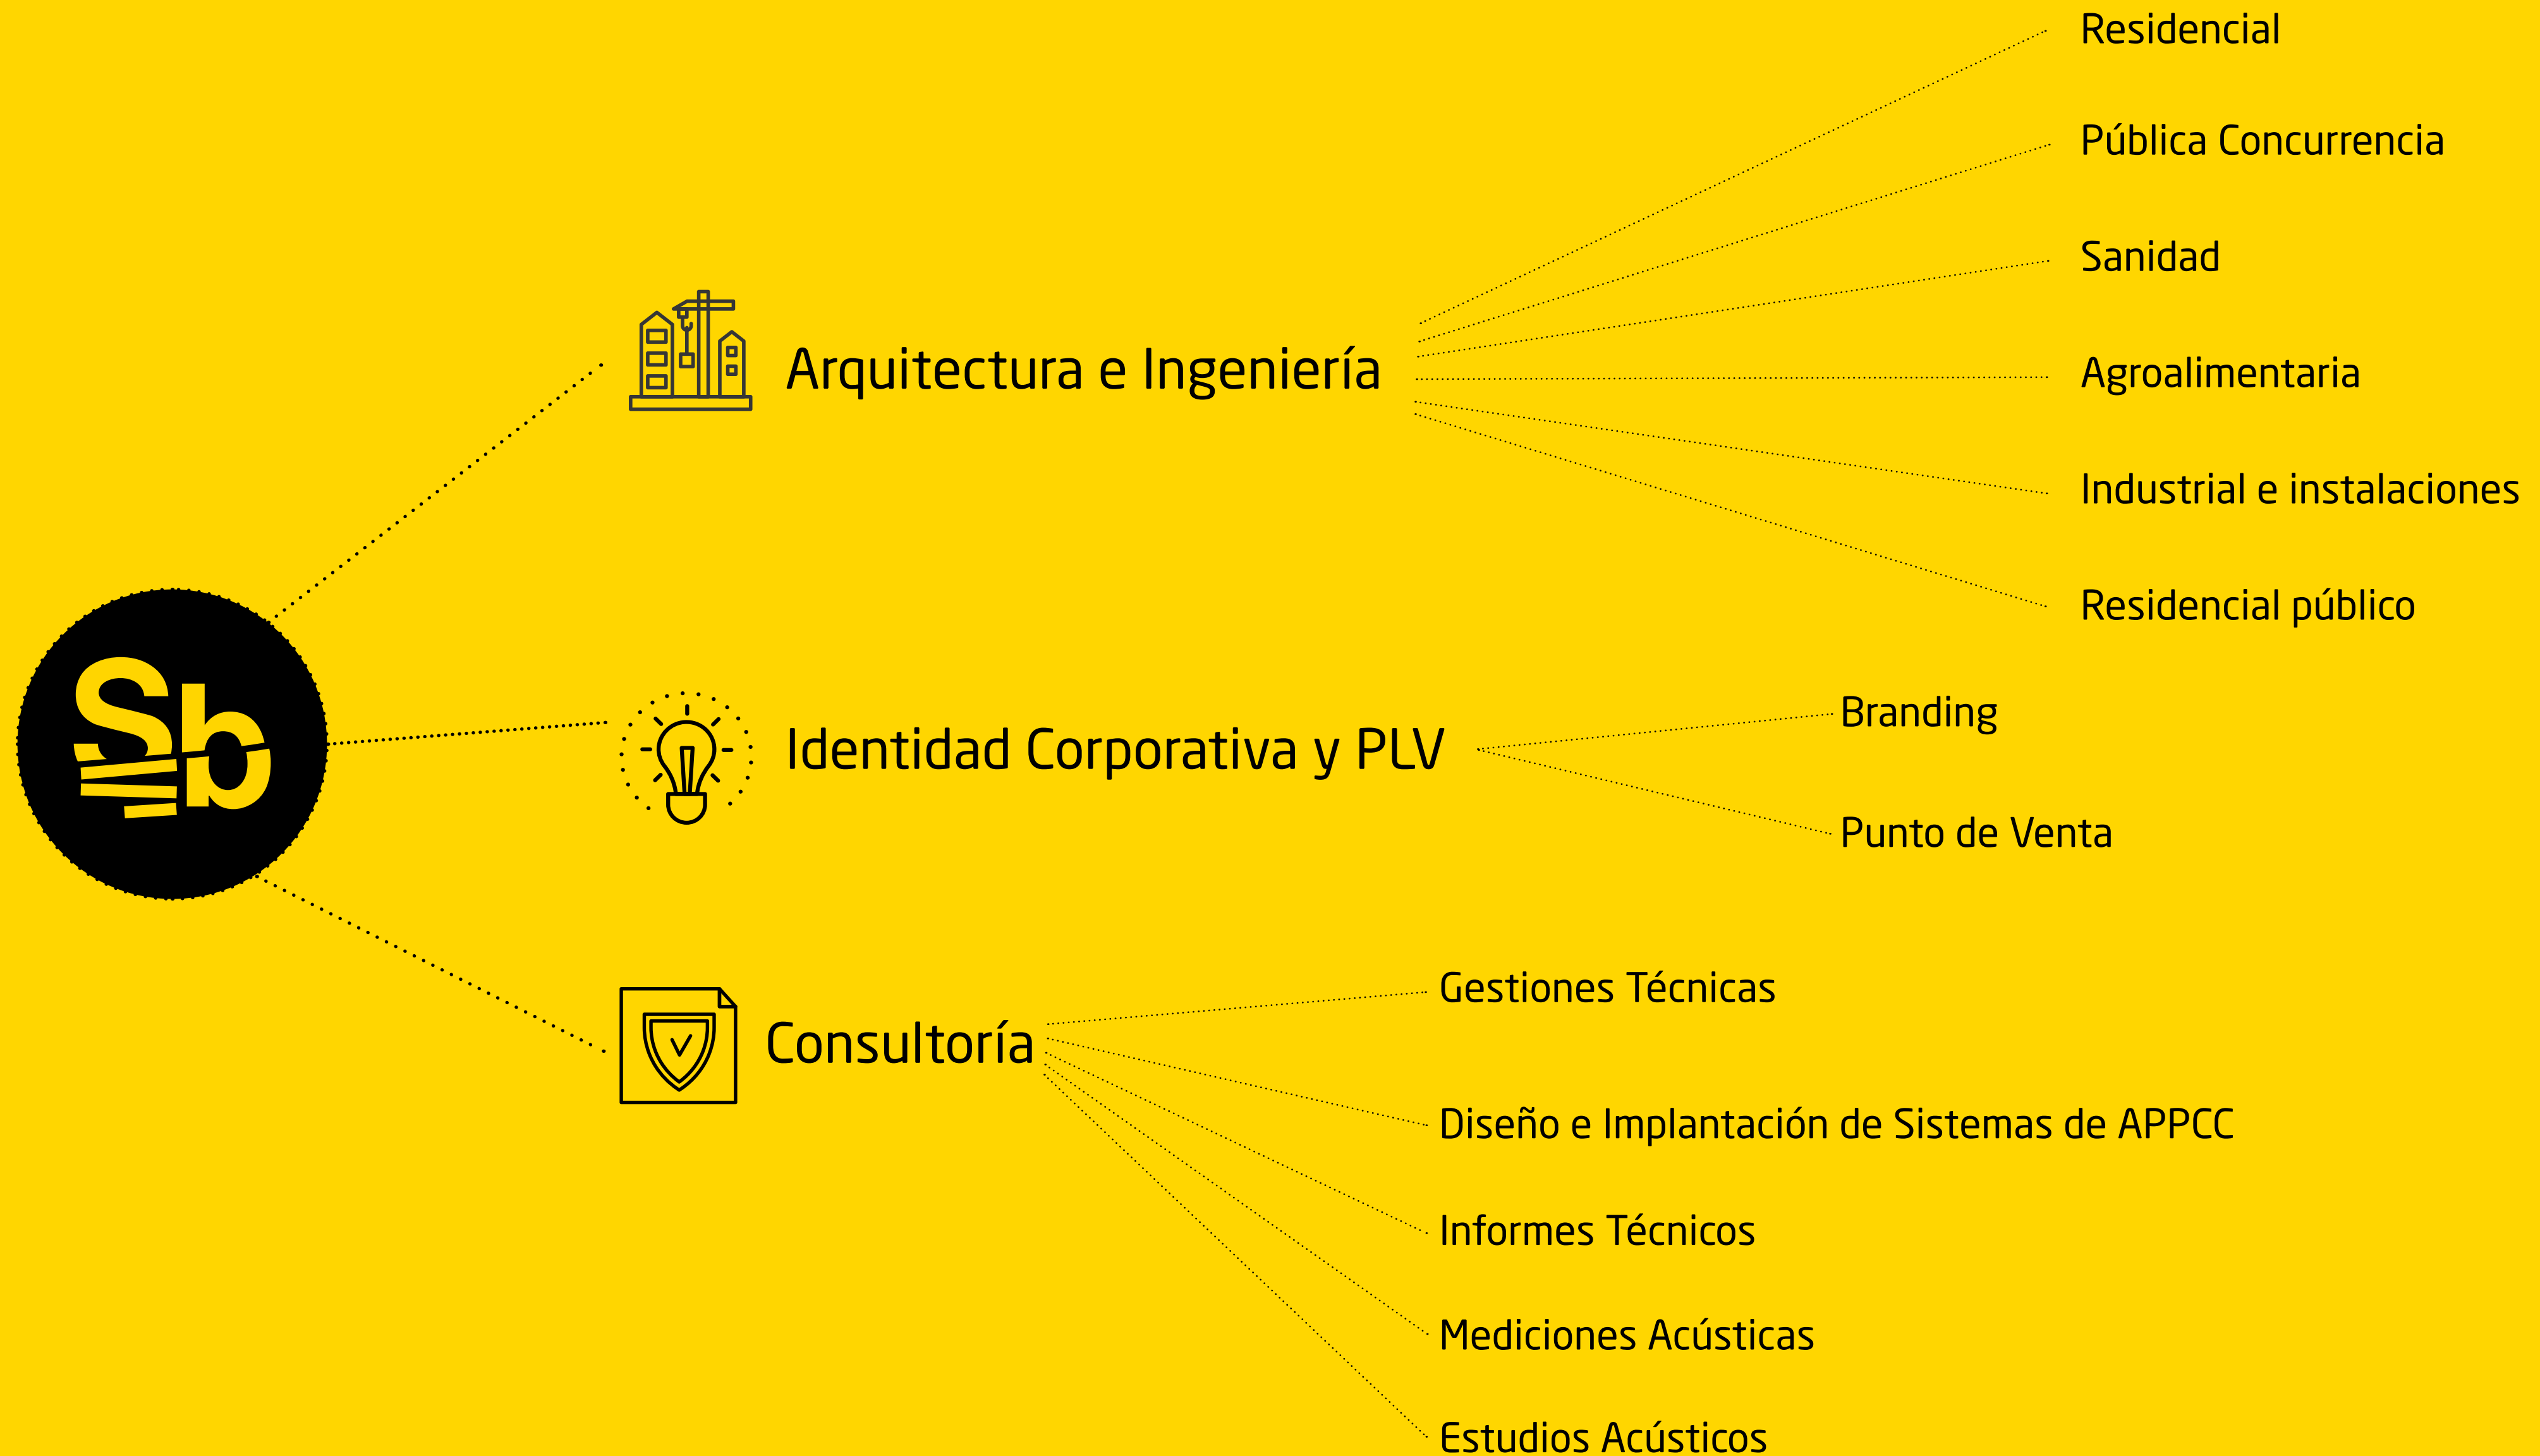 Sb
Arquitectura e Ingeniería
Residencial
Pública Concurrencia
Sanidad
Agroalimentaria
Industrial e instalaciones
Residencial público
Identidad Corporativa y PLV
Branding
Punto de Venta
Consultoría
Gestiones Técnicas
Diseño e Implantación de Sistemas de APPCC
Informes Técnicos
Mediciones Acústicas
Estudios Acústicos